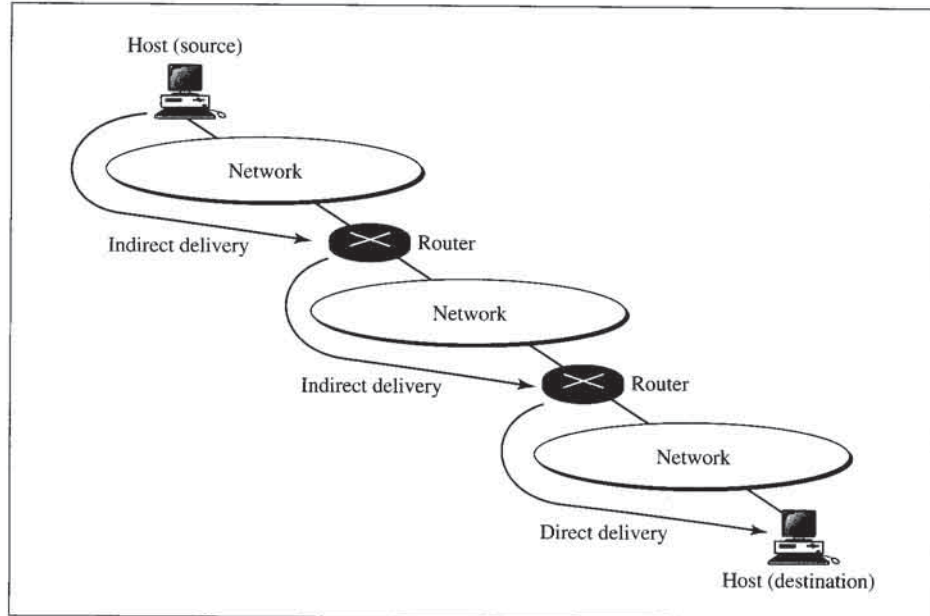 Host (source)
Network
Indirect delivery
Router
Network
Indirect delivery
Router
Network
Direct delivery
Host (destination)